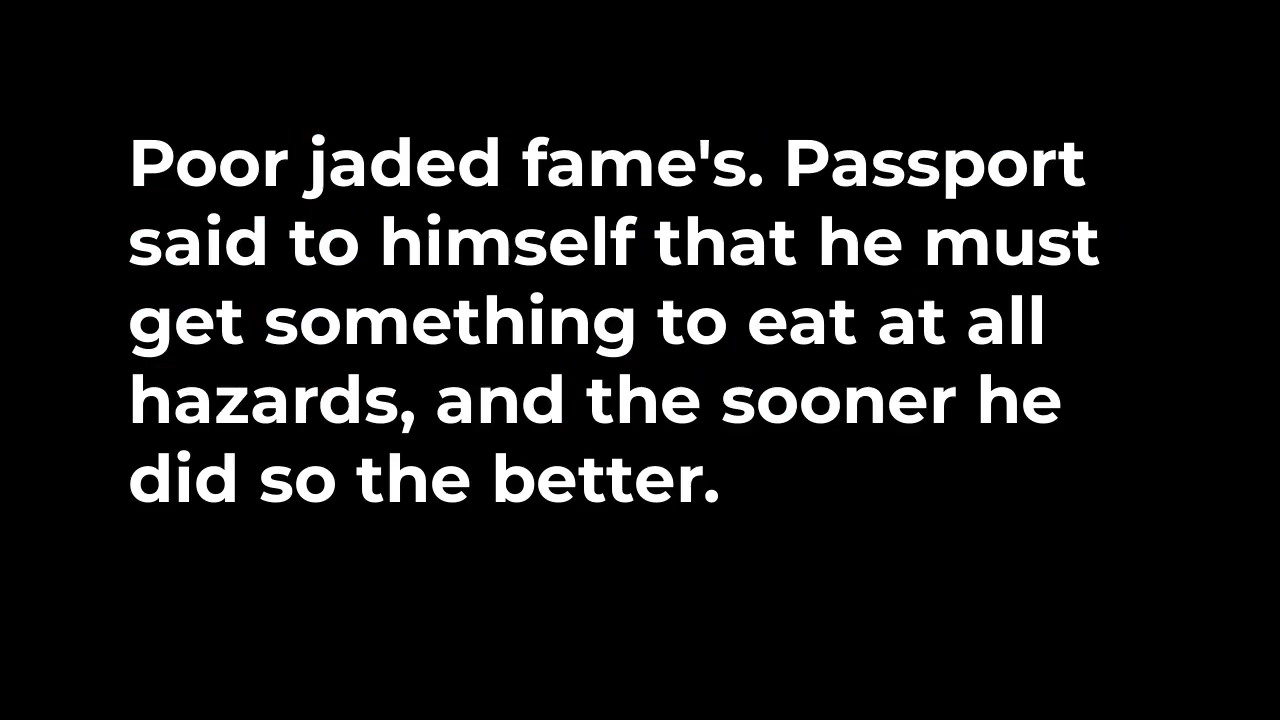 Poor jaded fame's. Passport
said to himself that he must
get something to eat at all
hazards, and the sooner he
did so the better.